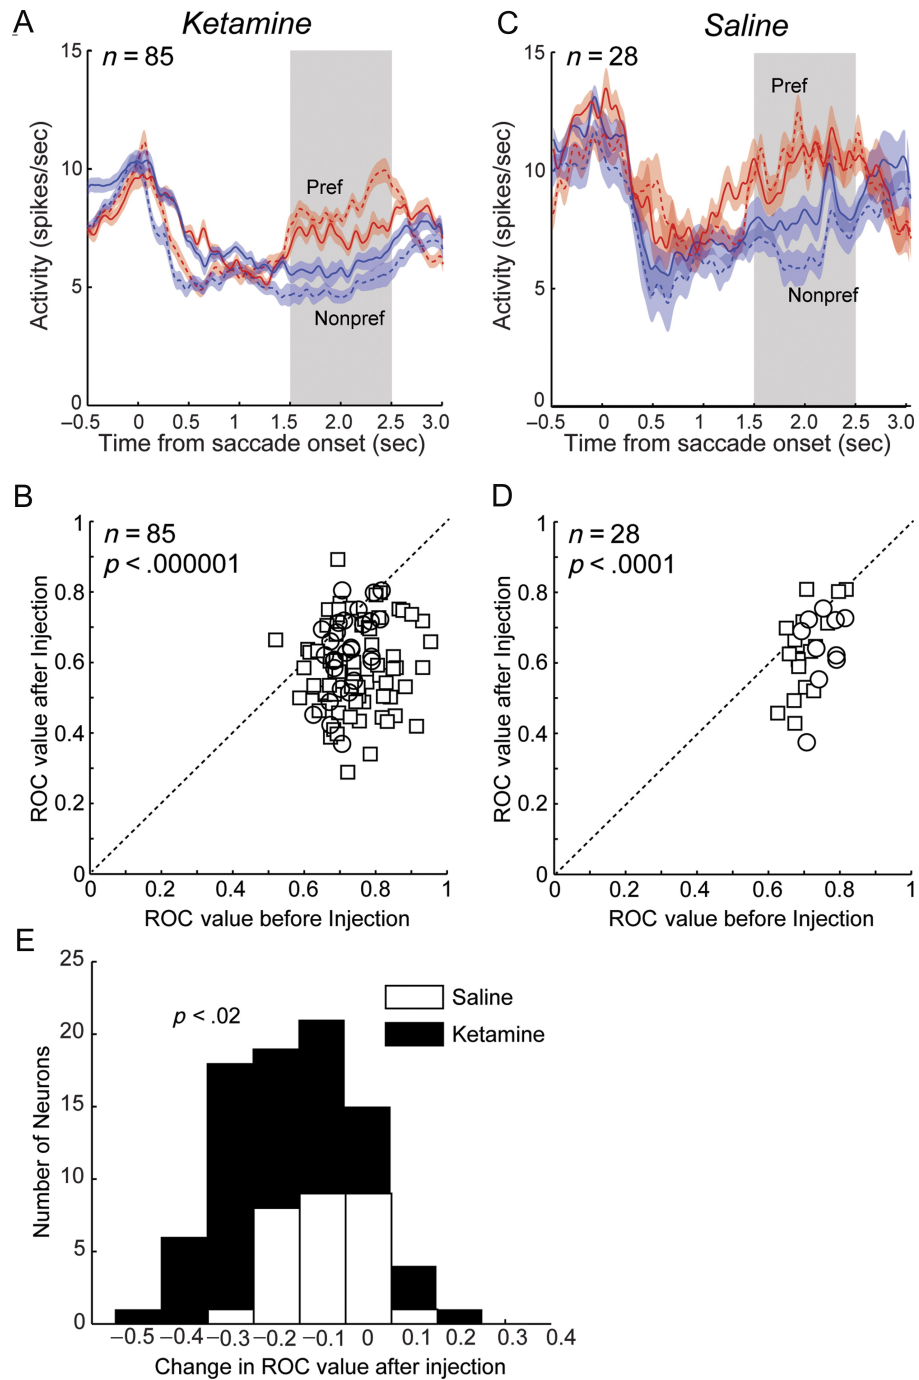 A
Ketamine
n = 85
15
10
5
0
Activity (spikes/sec)
Pref
Nonpref
–0.5 0 0.5 1 1.5 2.0 2.5 3.0
Time from saccade onset (sec)
C
Saline
n = 28
15
10
5
0
Activity (spikes/sec)
Pref
Nonpref
–0.5 0 0.5 1 1.5 2.0 2.5 3.0
Time from saccade onset (sec)
B
n = 85
p < .000001
1
0.8
0.6
0.4
0.2
0
ROC value after Injection
0 0.2 0.4 0.6 0.8 1
ROC value before Injection
D
n = 28
p < .0001
1
0.8
0.6
0.4
0.2
0
ROC value after Injection
0 0.2 0.4 0.6 0.8 1
ROC value before Injection
E
25
20
15
10
5
0
Number of Neurons
p < .02
Saline
Ketamine
–0.5 –0.4 –0.3 –0.2 –0.1 0 0.1 0.2 0.3 0.4
Change in ROC value after injection